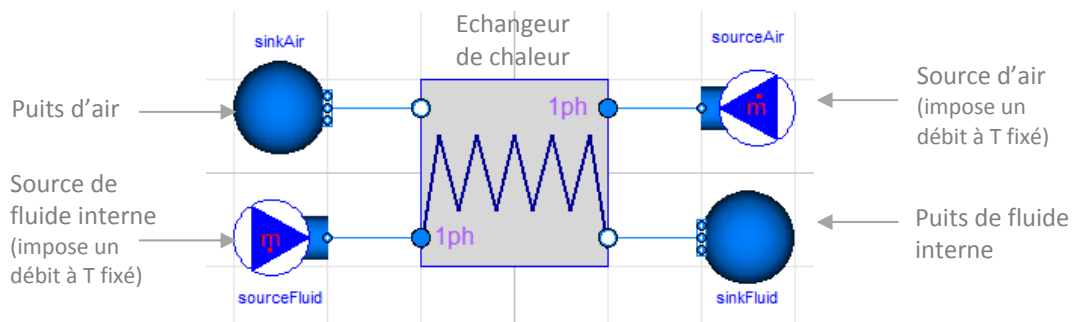 Echangeur
de chaleur
sinkAir
sourceAir
Puits d'air
1ph
ṁ
Source d'air
(impose un
débit à T fixé)
Source de
fluide interne
(impose un
débit à T fixé)
ṁ
1ph
Puits de fluide
interne
sourceFluid
sinkFluid